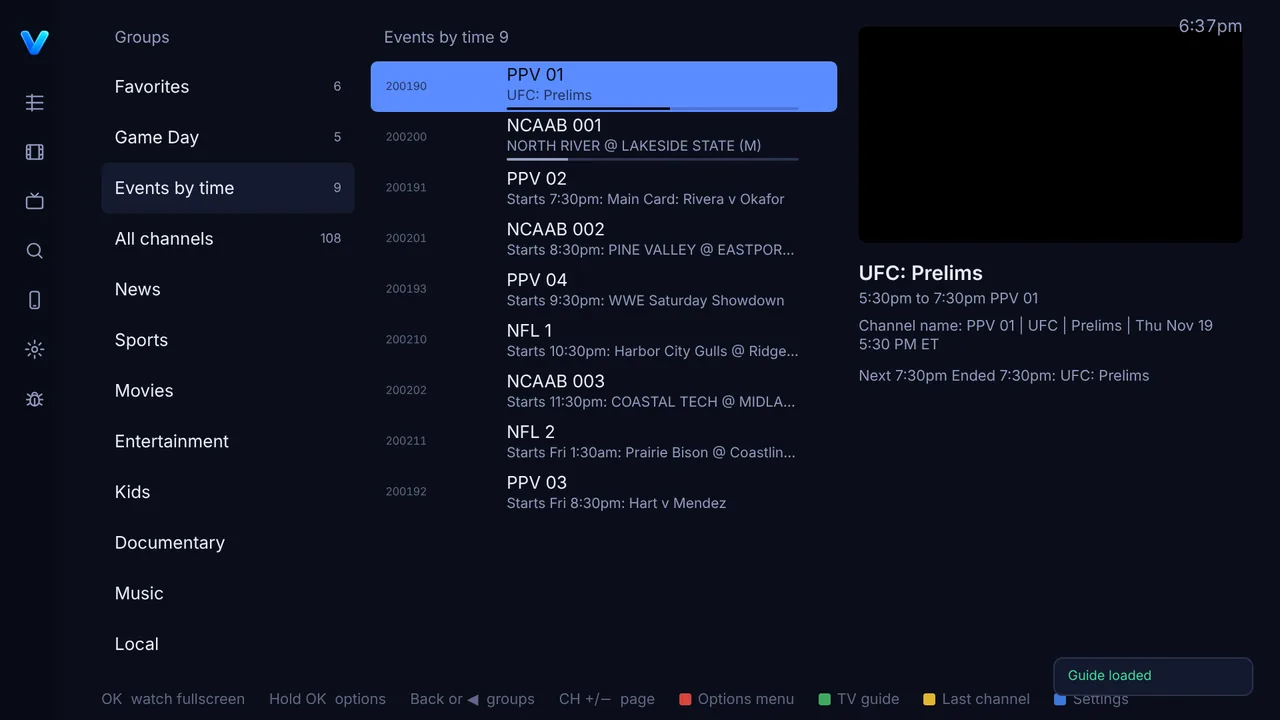 6:37pm
Groups
Favorites 6
Game Day 5
Events by time 9
All channels 108
News
Sports
Movies
Entertainment
Kids
Documentary
Music
Local
Events by time 9
200190 PPV 01
UFC: Prelims
200200 NCAAB 001
NORTH RIVER @ LAKESIDE STATE (M)
200191 PPV 02
Starts 7:30pm: Main Card: Rivera v Okafor
200201 NCAAB 002
Starts 8:30pm: PINE VALLEY @ EASTPOR...
200193 PPV 04
Starts 9:30pm: WWE Saturday Showdown
200210 NFL 1
Starts 10:30pm: Harbor City Gulls @ Ridge...
200202 NCAAB 003
Starts 11:30pm: COASTAL TECH @ MIDLA...
200211 NFL 2
Starts Fri 1:30am: Prairie Bison @ Coastlin...
200192 PPV 03
Starts Fri 8:30pm: Hart v Mendez
UFC: Prelims
5:30pm to 7:30pm PPV 01
Channel name: PPV 01 | UFC | Prelims | Thu Nov 19
5:30 PM ET
Next 7:30pm Ended 7:30pm: UFC: Prelims
Guide loaded
OK watch fullscreen Hold OK options Back or ◀ groups CH +/− page Options menu TV guide Last channel Settings